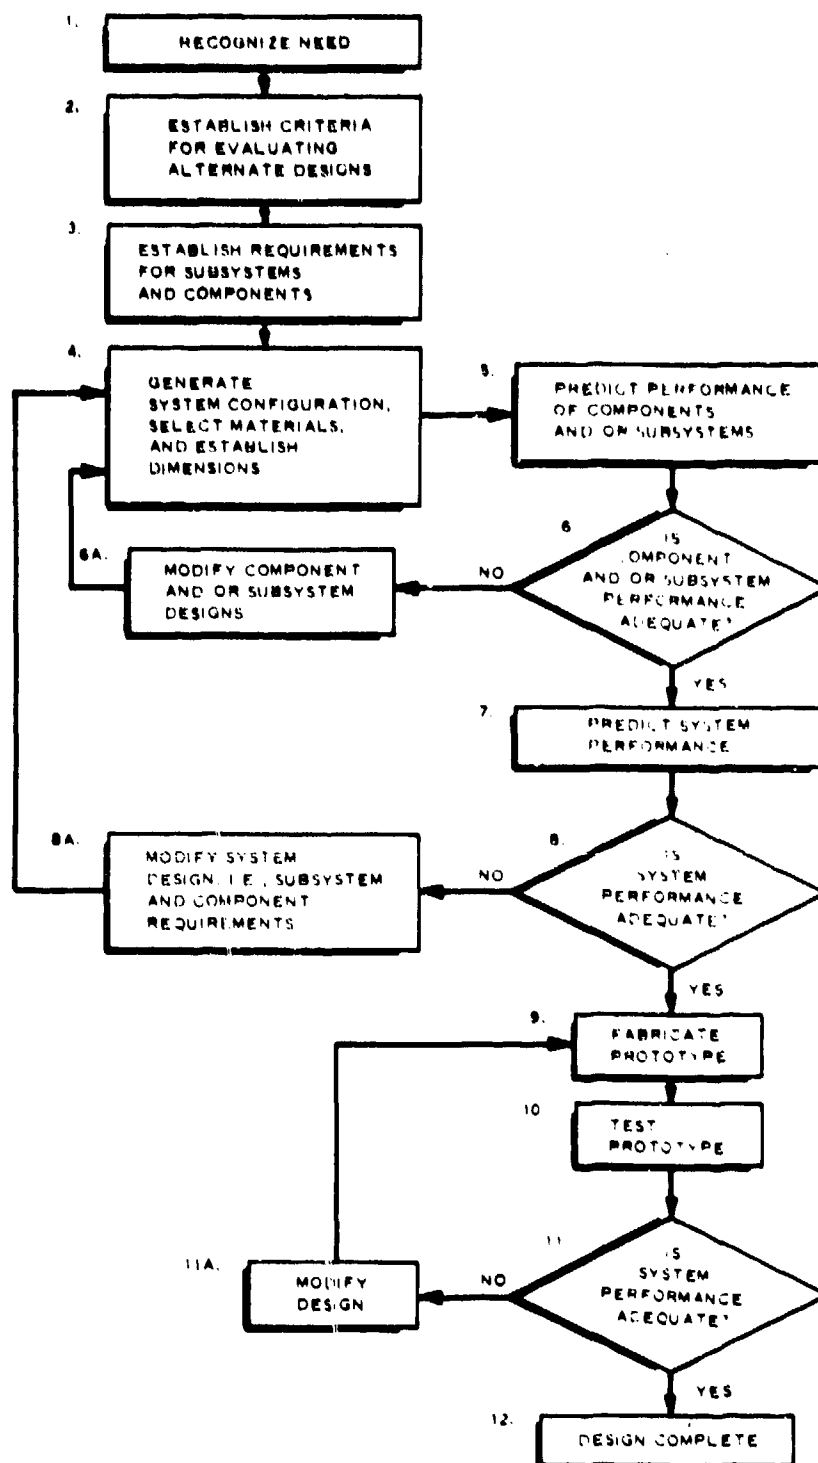 1.
RECOGNIZE NEED
2.
ESTABLISH CRITERIA
FOR EVALUATING
ALTERNATE DESIGNS
3.
ESTABLISH REQUIREMENTS
FOR SUBSYSTEMS
AND COMPONENTS
4.
GENERATE
SYSTEM CONFIGURATION,
SELECT MATERIALS,
AND ESTABLISH
DIMENSIONS
5.
PREDICT PERFORMANCE
OF COMPONENTS
AND OR SUBSYSTEMS
6
IS
COMPONENT
AND OR SUBSYSTEM
PERFORMANCE
ADEQUATE?
NO
6A.
MODIFY COMPONENT
AND OR SUBSYSTEM
DESIGNS
YES
7.
PREDICT SYSTEM
PERFORMANCE
8.
IS
SYSTEM
PERFORMANCE
ADEQUATE?
NO
8A.
MODIFY SYSTEM
DESIGN, I.E., SUBSYSTEM
AND COMPONENT
REQUIREMENTS
YES
9.
FABRICATE
PROTOTYPE
10
TEST
PROTOTYPE
11
IS
SYSTEM
PERFORMANCE
ADEQUATE?
NO
11A.
MODIFY
DESIGN
YES
12.
DESIGN COMPLETE